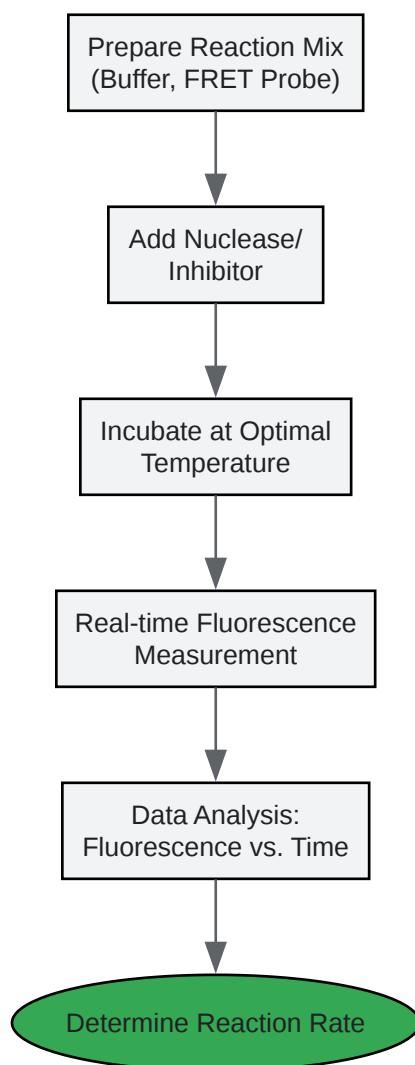 Prepare Reaction Mix
(Buffer, FRET Probe)
Add Nuclease/
Inhibitor
Incubate at Optimal
Temperature
Real-time Fluorescence
Measurement
Data Analysis:
Fluorescence vs. Time
Determine Reaction Rate